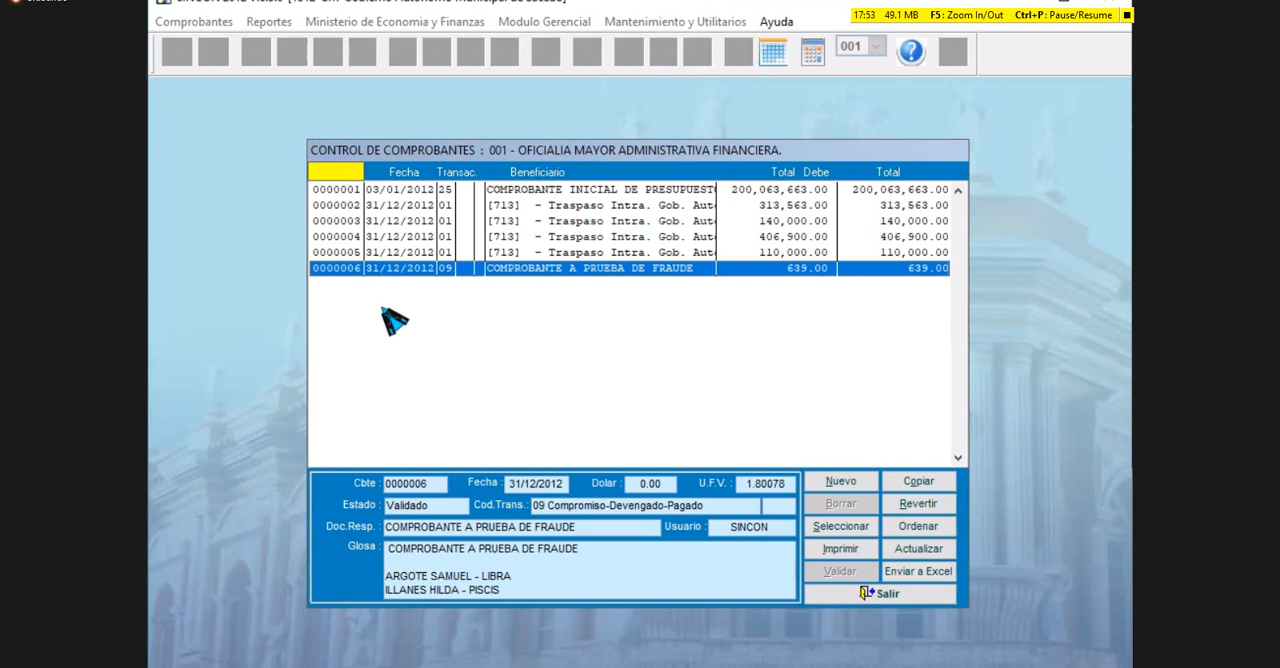 17:53 49.1 MB F5: Zoom In/Out Ctrl+P: Pause/Resume
Comprobantes Reportes Ministerio de Economia y Finanzas Modulo Gerencial Mantenimiento y Utilitarios Ayuda
001
CONTROL DE COMPROBANTES : 001 - OFICIALIA MAYOR ADMINISTRATIVA FINANCIERA.
Fecha Transac. Beneficiario Total Debe Total
0000001 03/01/2012 25 COMPROBANTE INICIAL DE PRESUPUEST 200,063,663.00 200,063,663.00
0000002 31/12/2012 01 [713] - Traspaso Intra. Gob. Aut 313,563.00 313,563.00
0000003 31/12/2012 01 [713] - Traspaso Intra. Gob. Aut 140,000.00 140,000.00
0000004 31/12/2012 01 [713] - Traspaso Intra. Gob. Aut 406,900.00 406,900.00
0000005 31/12/2012 01 [713] - Traspaso Intra. Gob. Aut 110,000.00 110,000.00
0000006 31/12/2012 09 COMPROBANTE A PRUEBA DE FRAUDE 639.00 639.00
Cbte : 0000006 Fecha : 31/12/2012 Dolar : 0.00 U.F.V. : 1.80078
Estado : Validado Cod.Trans.: 09 Compromiso-Devengado-Pagado
Doc.Resp. : COMPROBANTE A PRUEBA DE FRAUDE Usuario : SINCON
Glosa : COMPROBANTE A PRUEBA DE FRAUDE
ARGOTE SAMUEL - LIBRA
ILLANES HILDA - PISCIS
Nuevo Copiar
Borrar Revertir
Seleccionar Ordenar
Imprimir Actualizar
Validar Enviar a Excel
Salir